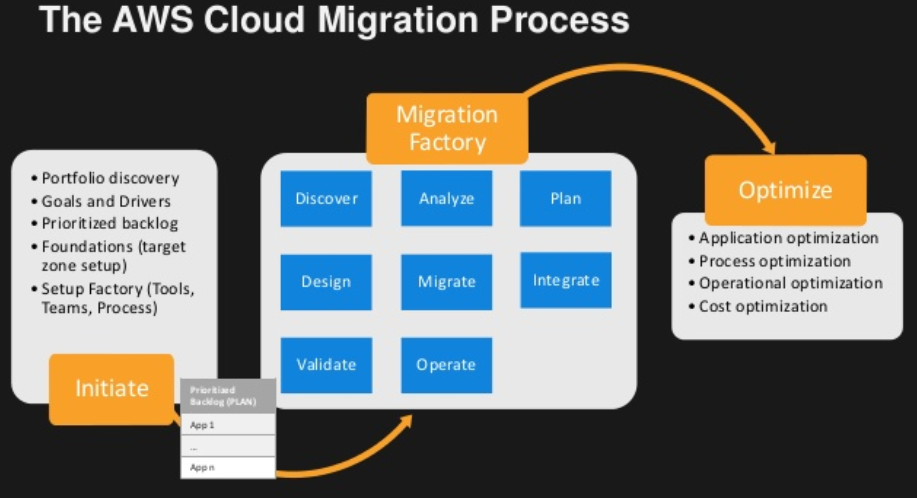 The AWS Cloud Migration Process
• Portfolio discovery
• Goals and Drivers
• Prioritized backlog
• Foundations (target
zone setup)
• Setup Factory (Tools,
Teams, Process)
Initiate
Prioritized
Backlog (PLAN)
App 1
...
App n
Migration
Factory
Discover
Analyze
Plan
Design
Migrate
Integrate
Validate
Operate
Optimize
• Application optimization
• Process optimization
• Operational optimization
• Cost optimization